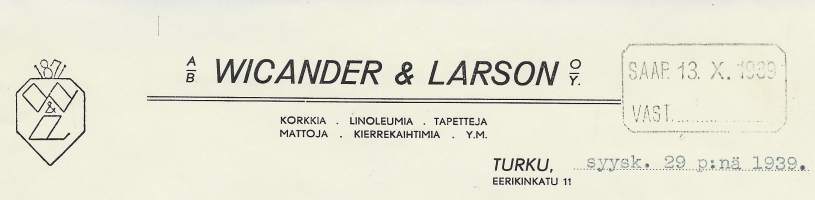 1871
W
&
L
A/B WICANDER & LARSON O/Y.
KORKKIA . LINOLEUMIA . TAPETTEJA
MATTOJA . KIERREKAIHTIMIA . Y.M.
SAAP. 13. X. 1939
VAST.
TURKU, syysk. 29 p:nä 1939.
EERIKINKATU 11